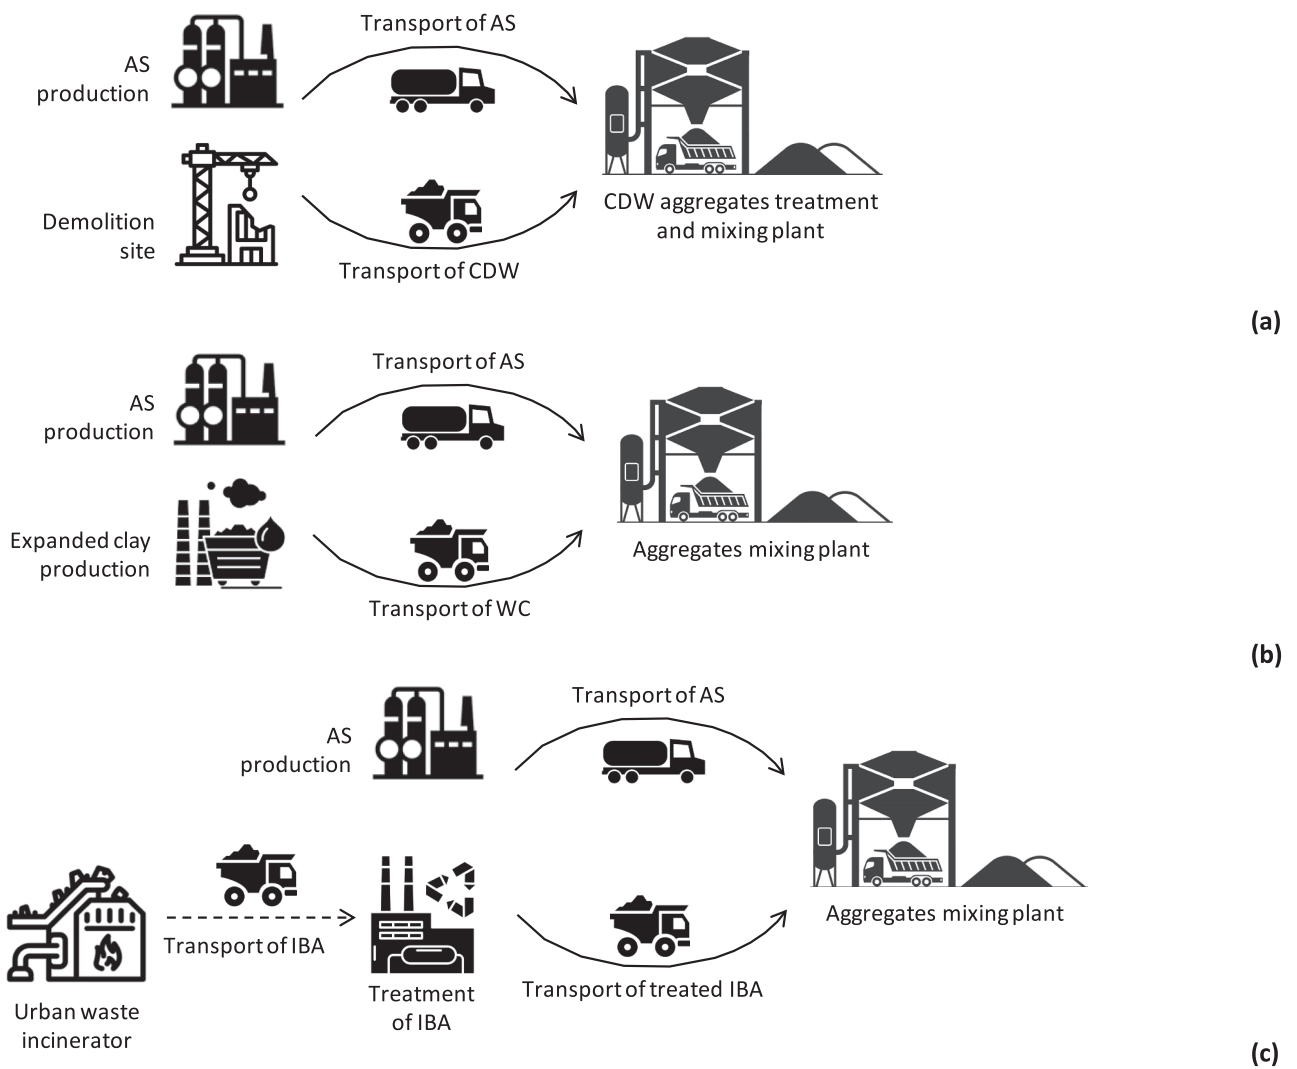 Transport of AS
AS
production
Demolition
site
Transport of CDW
CDW aggregates treatment
and mixing plant
(a)
Transport of AS
AS
production
Expanded clay
production
Transport of WC
Aggregates mixing plant
(b)
Transport of AS
AS
production
Transport of IBA
Urban waste
incinerator
Treatment
of IBA
Transport of treated IBA
Aggregates mixing plant
(c)